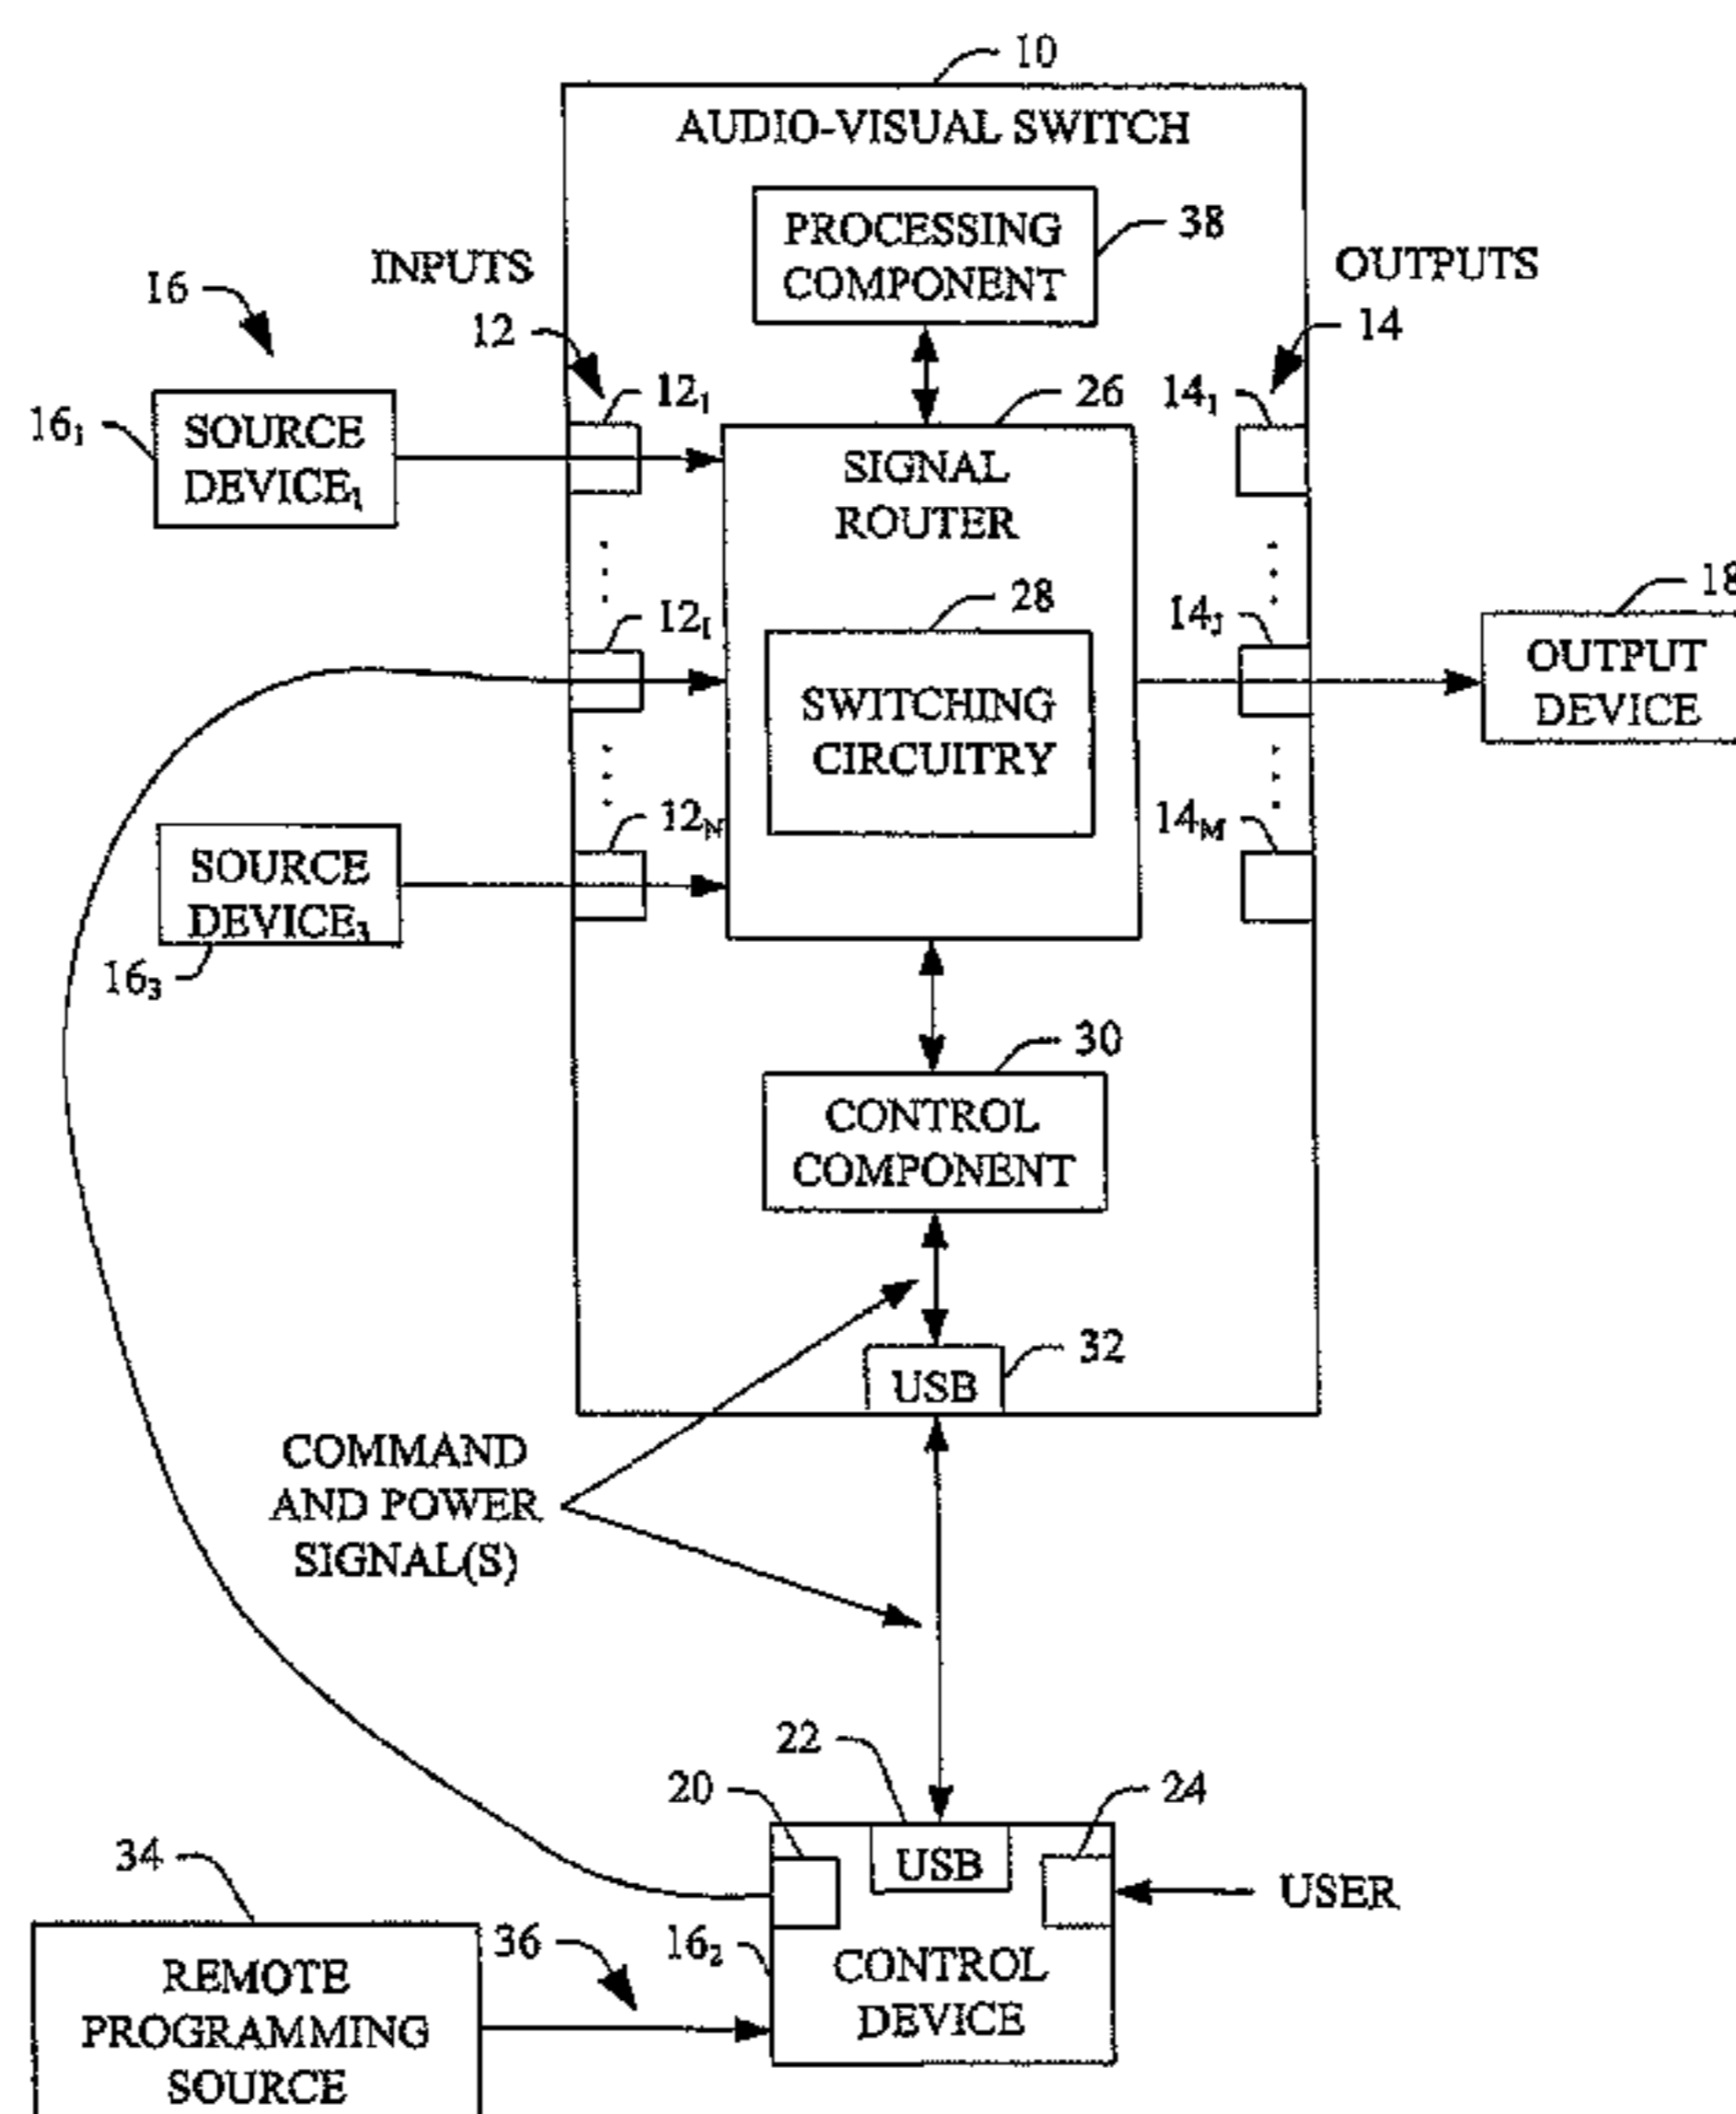 10
AUDIO-VISUAL SWITCH
PROCESSING
COMPONENT
38
INPUTS
OUTPUTS
16
12
14
16₁
SOURCE
DEVICE₁
12₁
26
14₁
SIGNAL
ROUTER
28
12ᵢ
14ⱼ
18
SWITCHING
CIRCUITRY
OUTPUT
DEVICE
12ₙ
14ₘ
SOURCE
DEVICE₃
16₃
30
CONTROL
COMPONENT
32
USB
COMMAND
AND POWER
SIGNAL(S)
22
20
24
USB
USER
34
36
16₂
CONTROL
DEVICE
REMOTE
PROGRAMMING
SOURCE